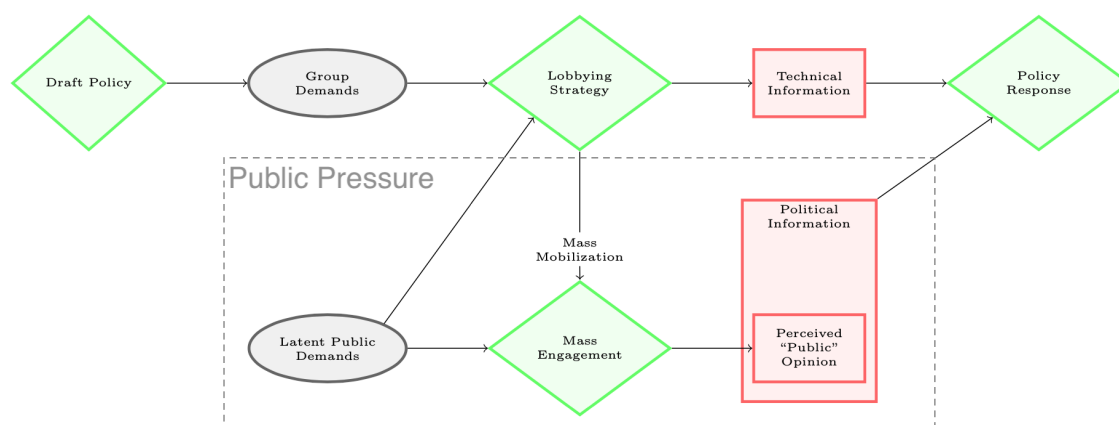 Draft Policy
Group
Demands
Lobbying
Strategy
Technical
Information
Policy
Response
Public Pressure
Political
Information
Mass
Mobilization
Latent Public
Demands
Mass
Engagement
Perceived
“Public”
Opinion